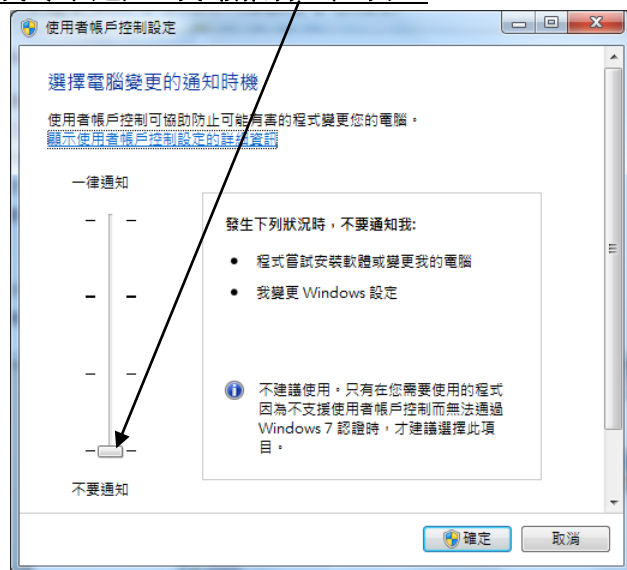 使用者帳戶控制設定
選擇電腦變更的通知時機
使用者帳戶控制可協助防止可能有害的程式變更您的電腦。
顯示使用者帳戶控制設定的詳細資訊
一律通知
發生下列狀況時，不要通知我:
程式嘗試安裝軟體或變更我的電腦
我變更 Windows 設定
不建議使用。只有在您需要使用的程式
因為不支援使用者帳戶控制而無法通過
Windows 7 認證時，才建議選擇此項
目。
不要通知
確定
取消